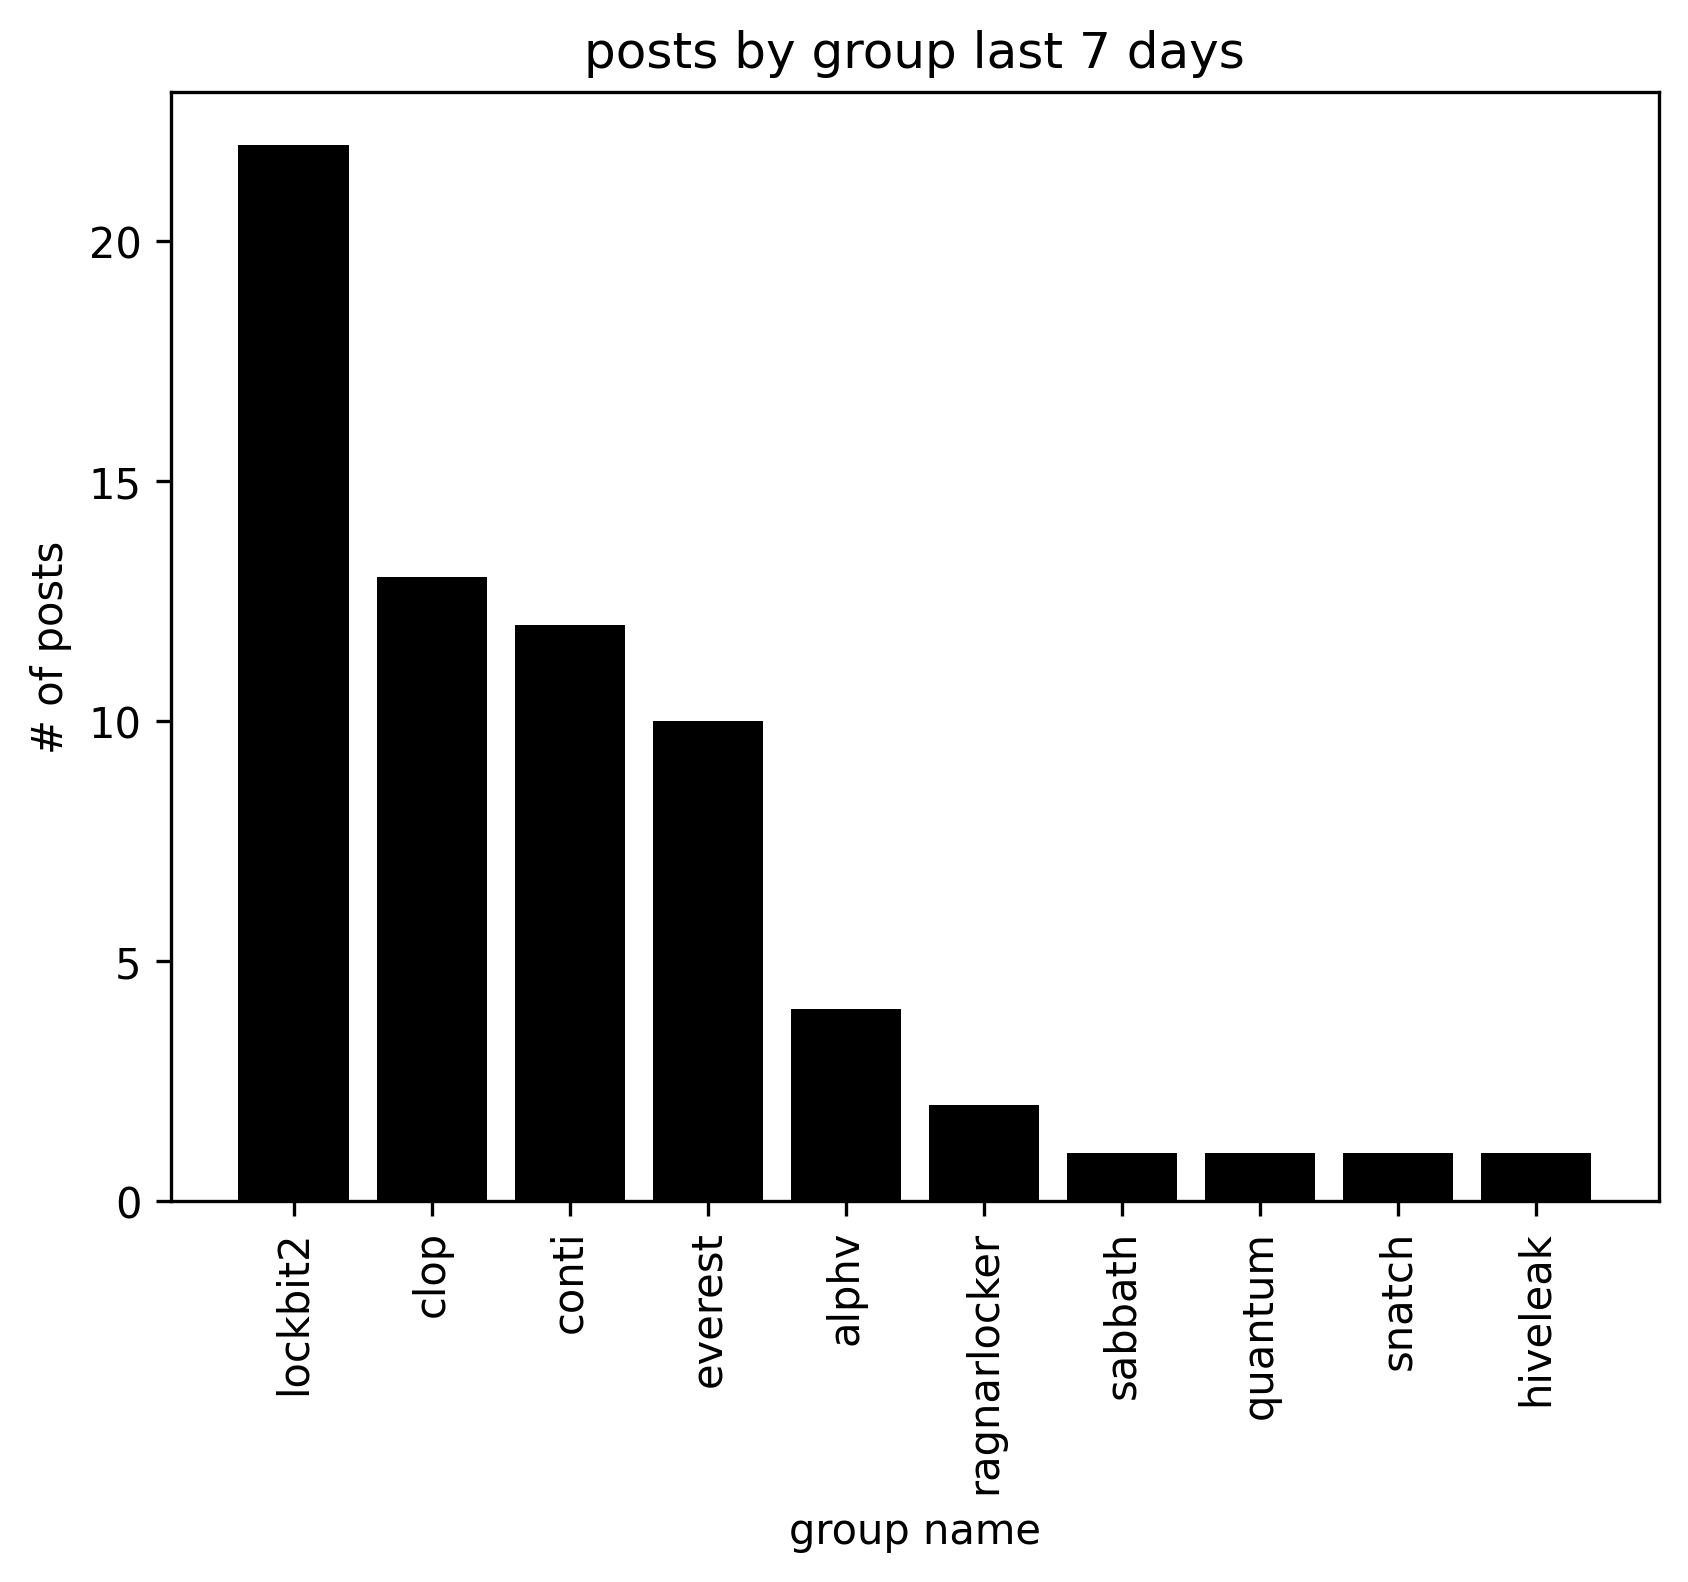 posts by group last 7 days
# of posts
20
15
10
5
0
lockbit2
clop
conti
everest
alphv
ragnarlocker
sabbath
quantum
snatch
hiveleak
group name